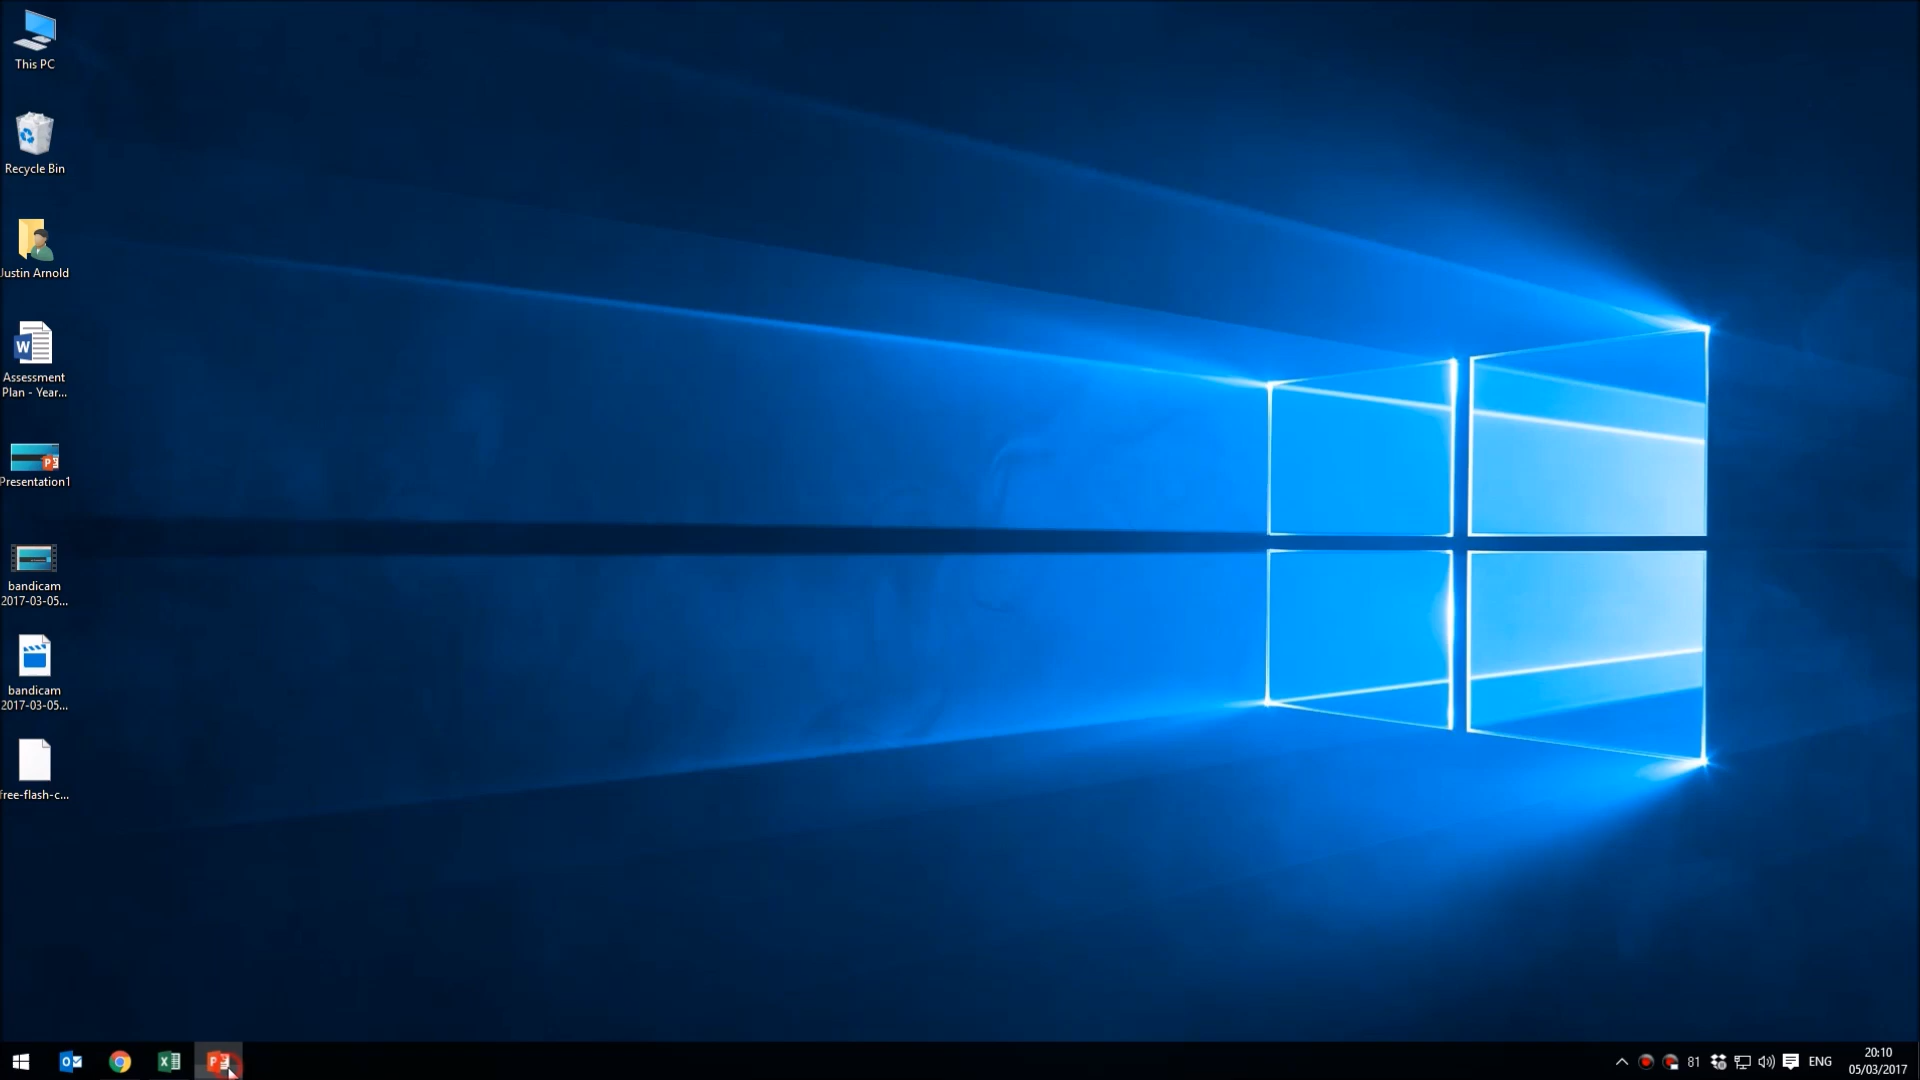 This PC
Recycle Bin
Justin Arnold
Assessment
Plan - Year...
Presentation1
bandicam
2017-03-05...
bandicam
2017-03-05...
free-flash-c...
81
ENG
20:10
05/03/2017